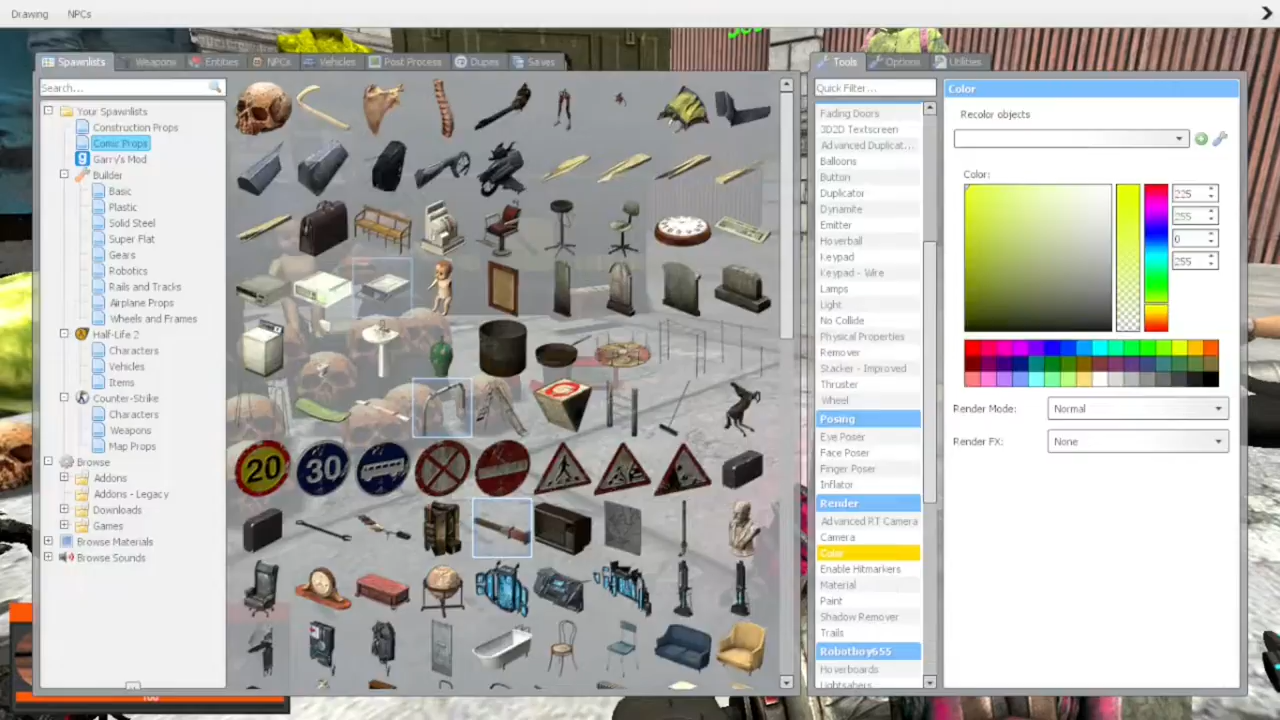 Drawing NPCs
Spawnlists Weapons Entities NPCs Vehicles Post Process Dupes Saves
Search...
Your Spawnlists
Construction Props
Comic Props
Garry's Mod
Builder
Basic
Plastic
Solid Steel
Super Flat
Gears
Robotics
Rails and Tracks
Airplane Props
Wheels and Frames
Half-Life 2
Characters
Vehicles
Items
Counter-Strike
Characters
Weapons
Map Props
Browse
Addons
Addons - Legacy
Downloads
Games
Browse Materials
Browse Sounds
20
30
100
Tools Options Utilities
Quick Filter...
Fading Doors
3D2D Textscreen
Advanced Duplicat...
Balloons
Button
Duplicator
Dynamite
Emitter
Hoverball
Keypad
Keypad - Wire
Lamps
Light
No Collide
Physical Properties
Remover
Stacker - Improved
Thruster
Wheel
Posing
Eye Poser
Face Poser
Finger Poser
Inflator
Render
Advanced RT Camera
Camera
Color
Enable Hitmarkers
Material
Paint
Shadow Remover
Trails
Robotboy655
Hoverboards
Lightsabers
Color
Recolor objects
Color:
225
255
0
255
Render Mode: Normal
Render FX: None